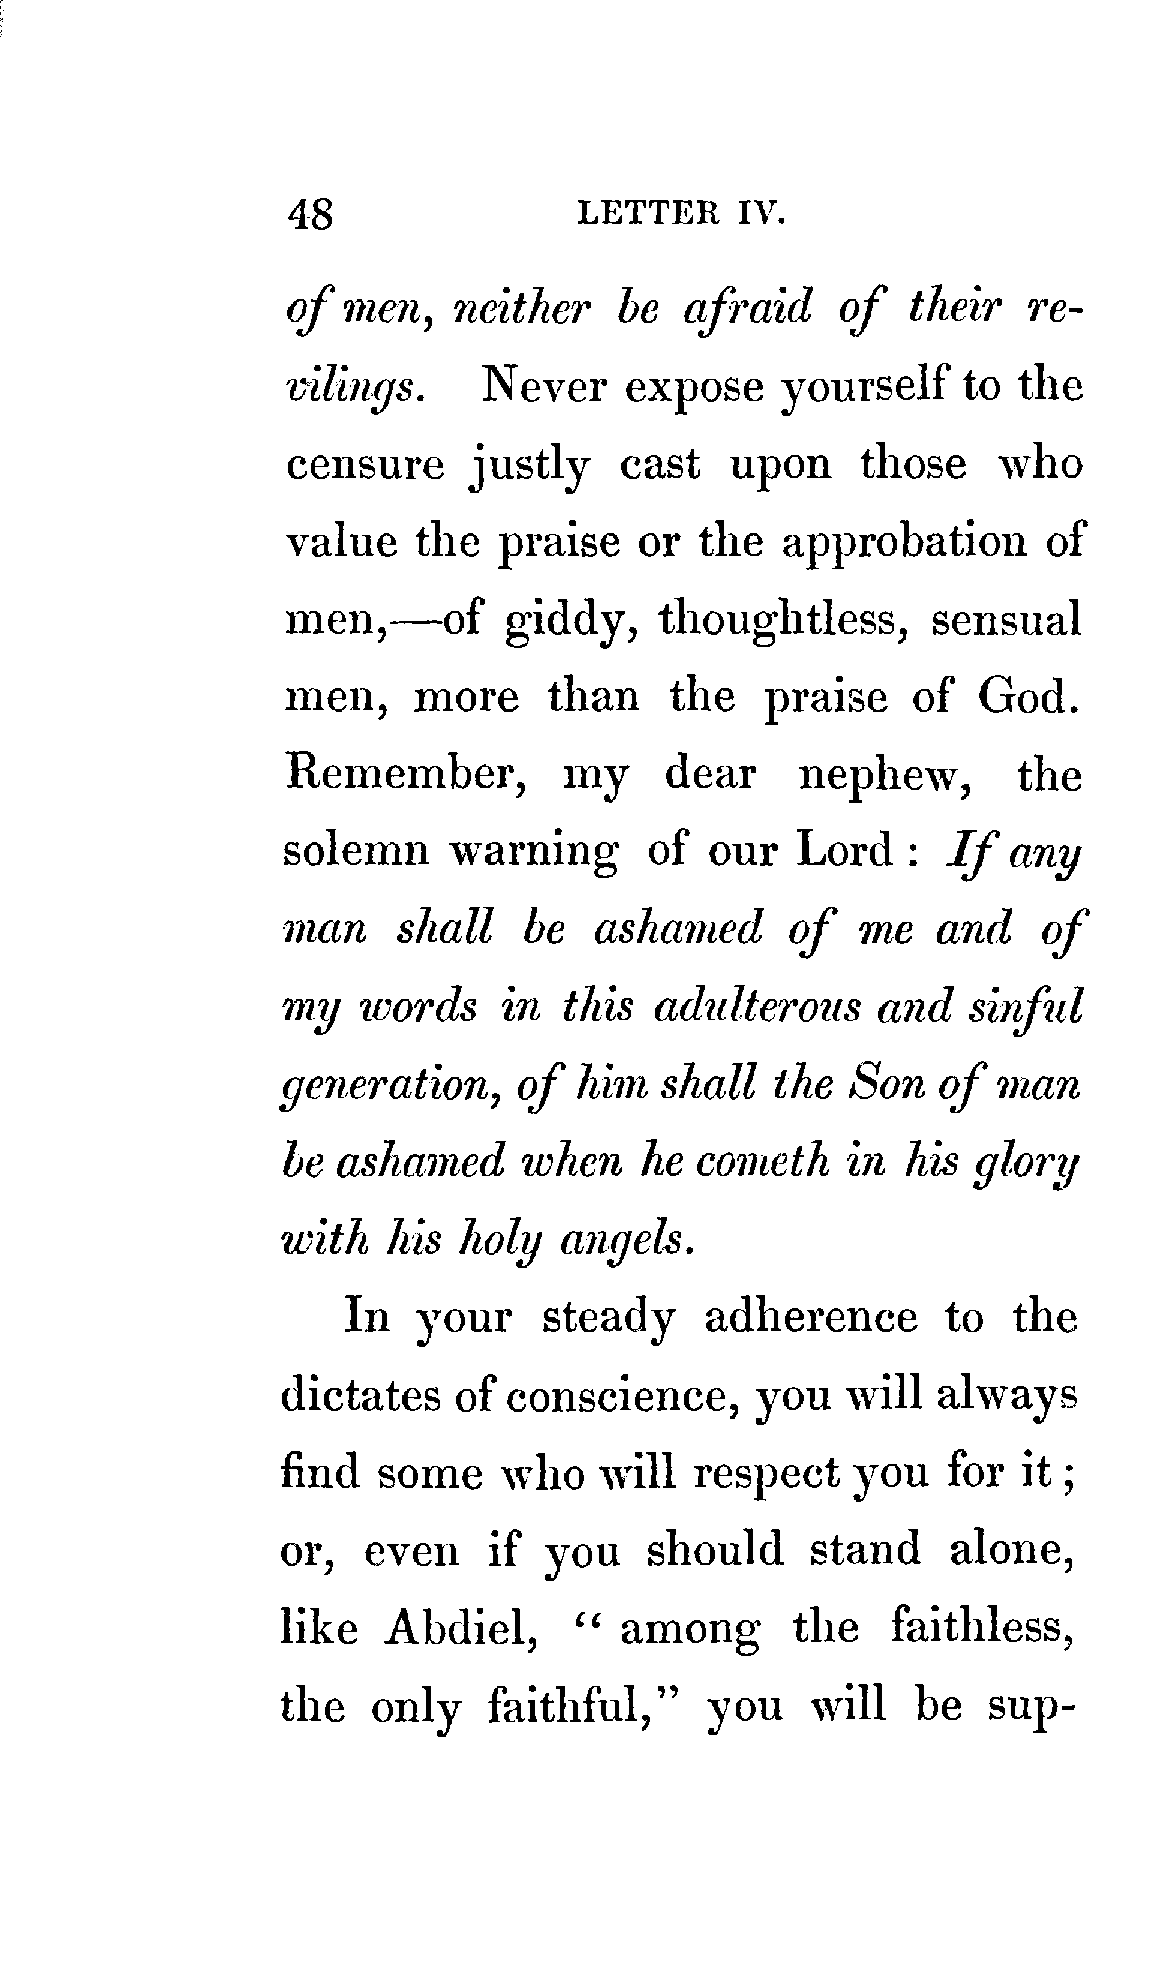 48 LETTER IV.
of men, neither be afraid of their re-
vilings. Never expose yourself to the
censure justly cast upon those who
value the praise or the approbation of
men,—of giddy, thoughtless, sensual
men, more than the praise of God.
Remember, my dear nephew, the
solemn warning of our Lord : If any
man shall be ashamed of me and of
my words in this adulterous and sinful
generation, of him shall the Son of man
be ashamed when he cometh in his glory
with his holy angels.
In your steady adherence to the
dictates of conscience, you will always
find some who will respect you for it ;
or, even if you should stand alone,
like Abdiel, “ among the faithless,
the only faithful,” you will be sup-